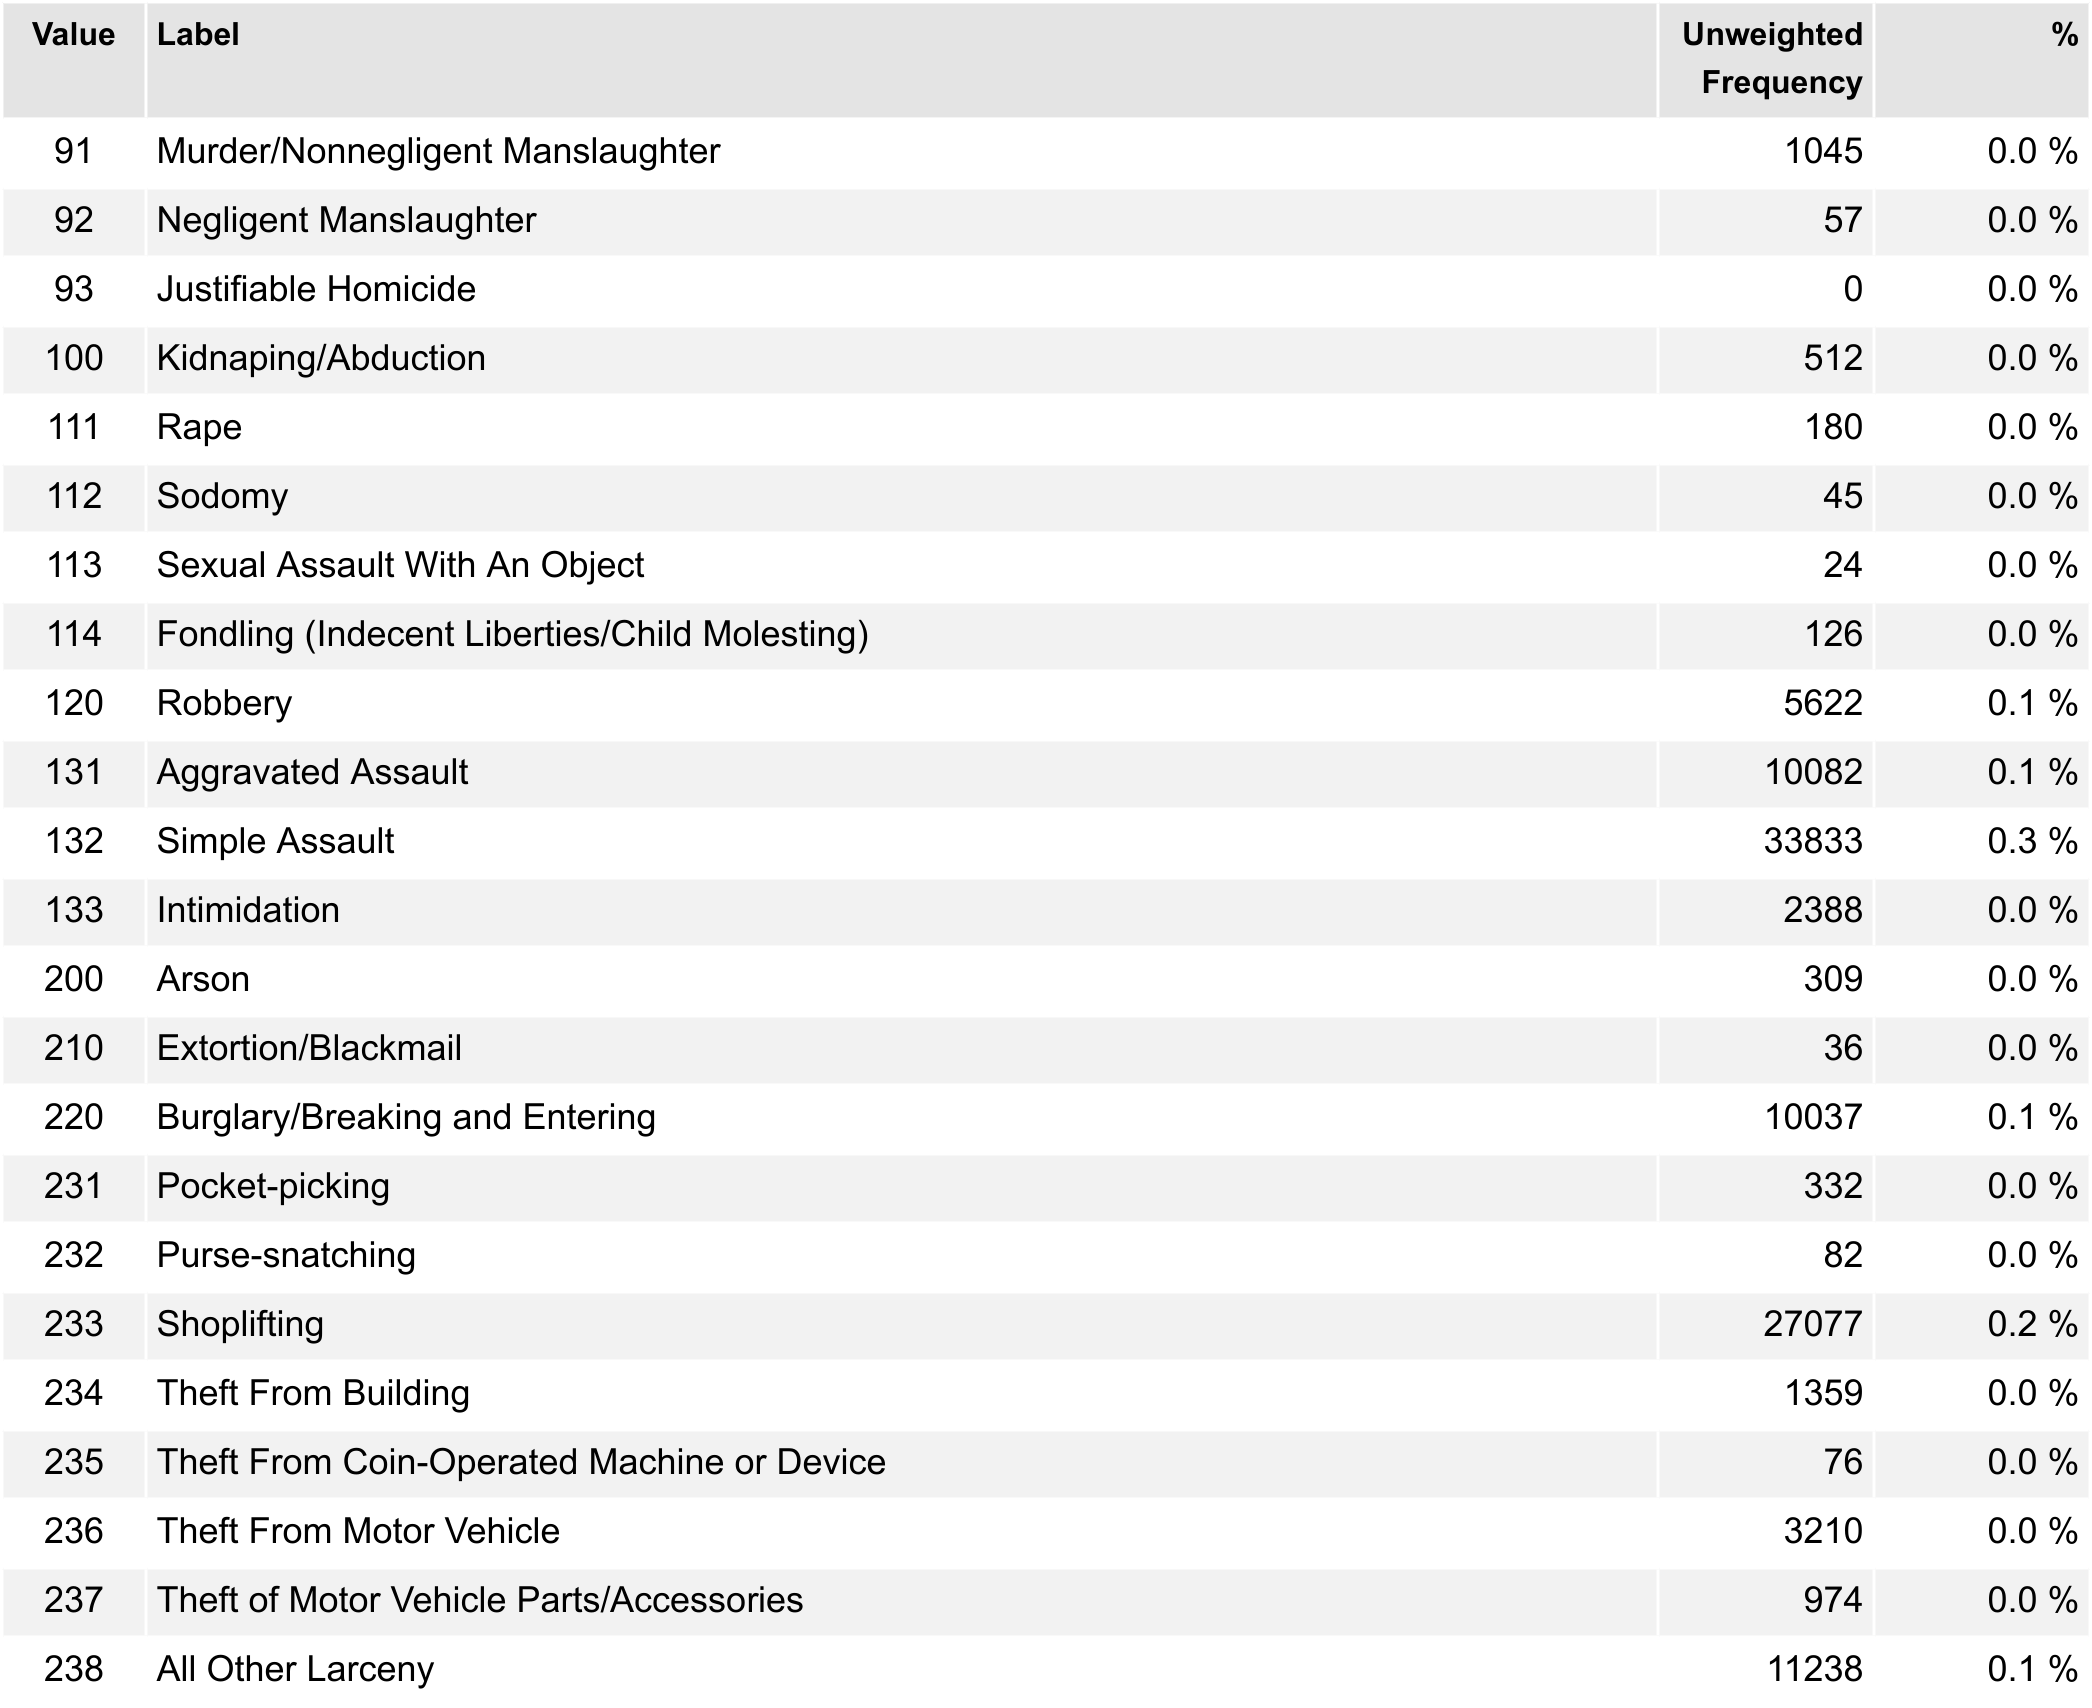 Value Label Unweighted Frequency %
91 Murder/Nonnegligent Manslaughter 1045 0.0 %
92 Negligent Manslaughter 57 0.0 %
93 Justifiable Homicide 0 0.0 %
100 Kidnaping/Abduction 512 0.0 %
111 Rape 180 0.0 %
112 Sodomy 45 0.0 %
113 Sexual Assault With An Object 24 0.0 %
114 Fondling (Indecent Liberties/Child Molesting) 126 0.0 %
120 Robbery 5622 0.1 %
131 Aggravated Assault 10082 0.1 %
132 Simple Assault 33833 0.3 %
133 Intimidation 2388 0.0 %
200 Arson 309 0.0 %
210 Extortion/Blackmail 36 0.0 %
220 Burglary/Breaking and Entering 10037 0.1 %
231 Pocket-picking 332 0.0 %
232 Purse-snatching 82 0.0 %
233 Shoplifting 27077 0.2 %
234 Theft From Building 1359 0.0 %
235 Theft From Coin-Operated Machine or Device 76 0.0 %
236 Theft From Motor Vehicle 3210 0.0 %
237 Theft of Motor Vehicle Parts/Accessories 974 0.0 %
238 All Other Larceny 11238 0.1 %